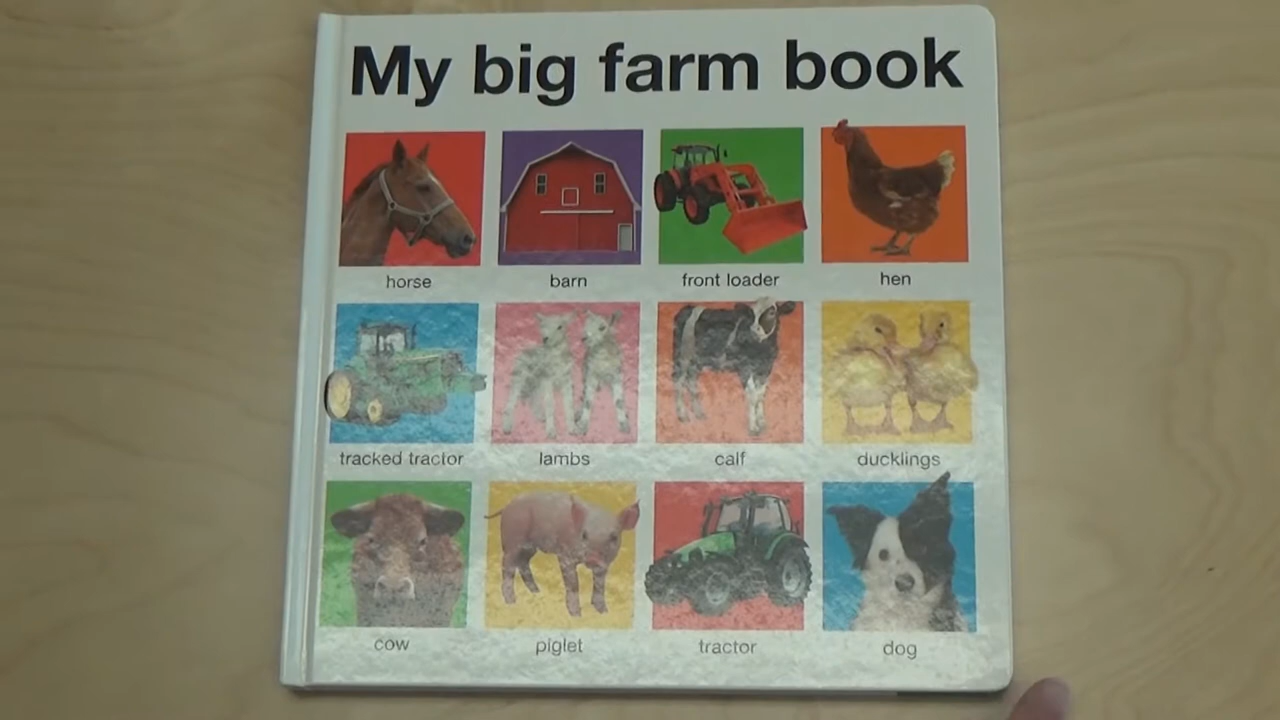 My big farm book
horse barn front loader hen
tracked tractor lambs calf ducklings
cow piglet tractor dog